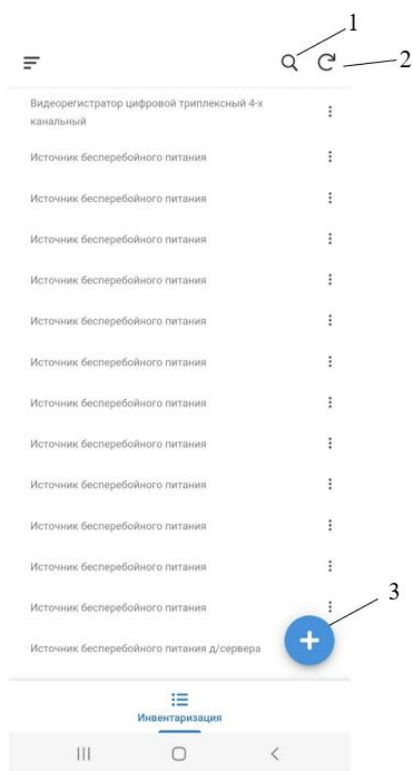 1
2
Видеорегистратор цифровой триплексный 4-х
канальный
Источник бесперебойного питания
Источник бесперебойного питания
Источник бесперебойного питания
Источник бесперебойного питания
Источник бесперебойного питания
Источник бесперебойного питания
Источник бесперебойного питания
Источник бесперебойного питания
Источник бесперебойного питания
Источник бесперебойного питания
Источник бесперебойного питания
3
Источник бесперебойного питания
Источник бесперебойного питания д/сервера
Инвентаризация